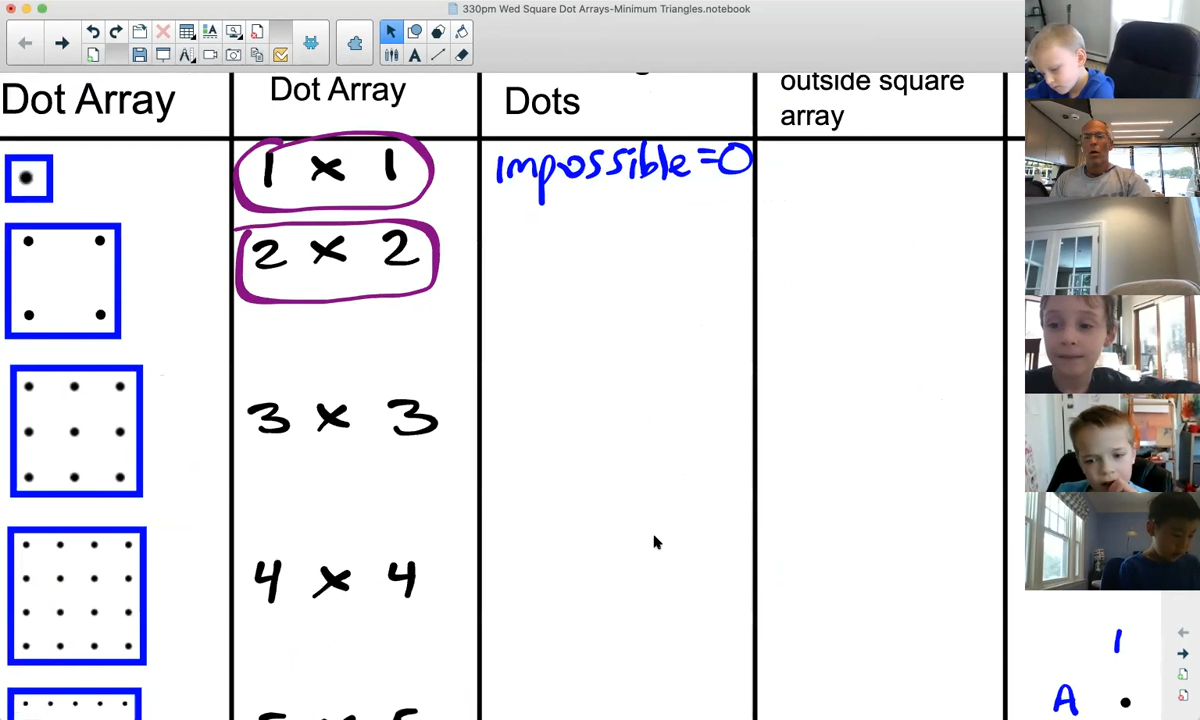 330pm Wed Square Dot Arrays-Minimum Triangles.notebook
Dot Array
Dot Array
Dots
outside square
array
1 x 1
impossible = 0
2 x 2
3 x 3
4 x 4
1
A